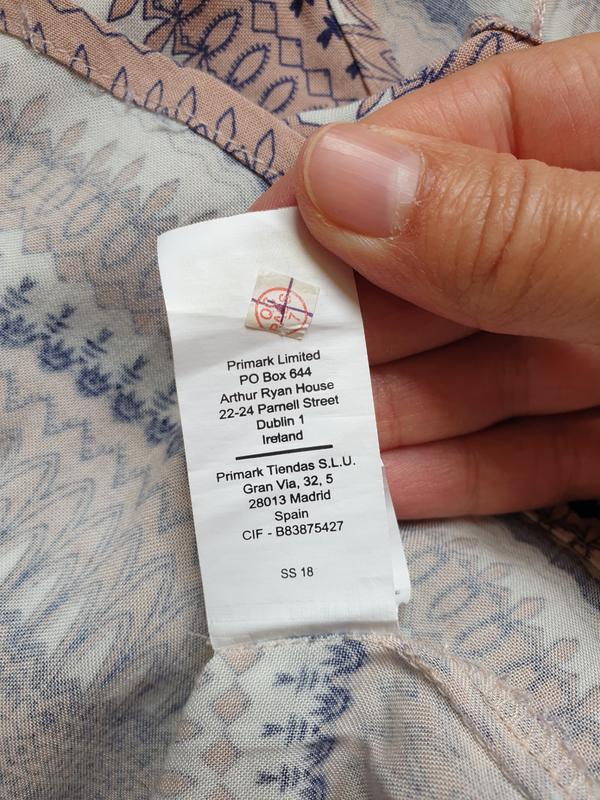 Primark Limited
PO Box 644
Arthur Ryan House
22-24 Parnell Street
Dublin 1
Ireland
Primark Tiendas S.L.U.
Gran Via, 32, 5
28013 Madrid
Spain
CIF - B83875427
SS 18